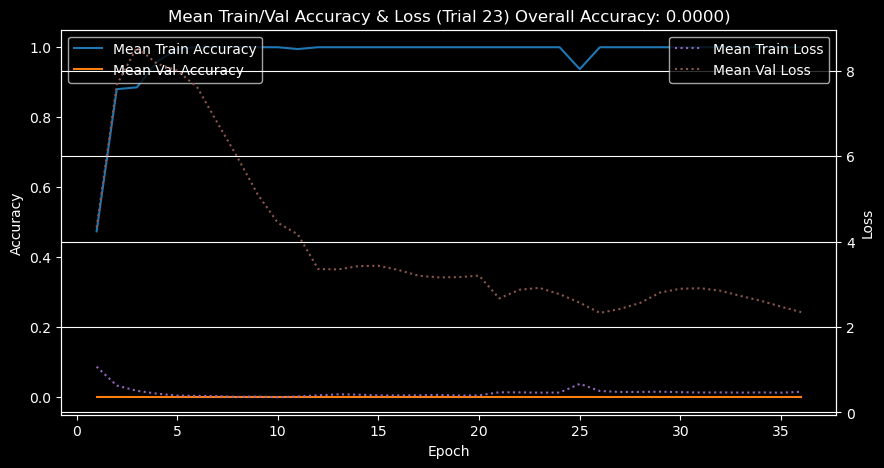 Mean Train/Val Accuracy & Loss (Trial 23) Overall Accuracy: 0.0000)
Mean Train Accuracy
Mean Val Accuracy
Mean Train Loss
Mean Val Loss
1.0
0.8
0.6
0.4
0.2
0.0
Accuracy
8
6
4
2
0
Loss
0 5 10 15 20 25 30 35
Epoch